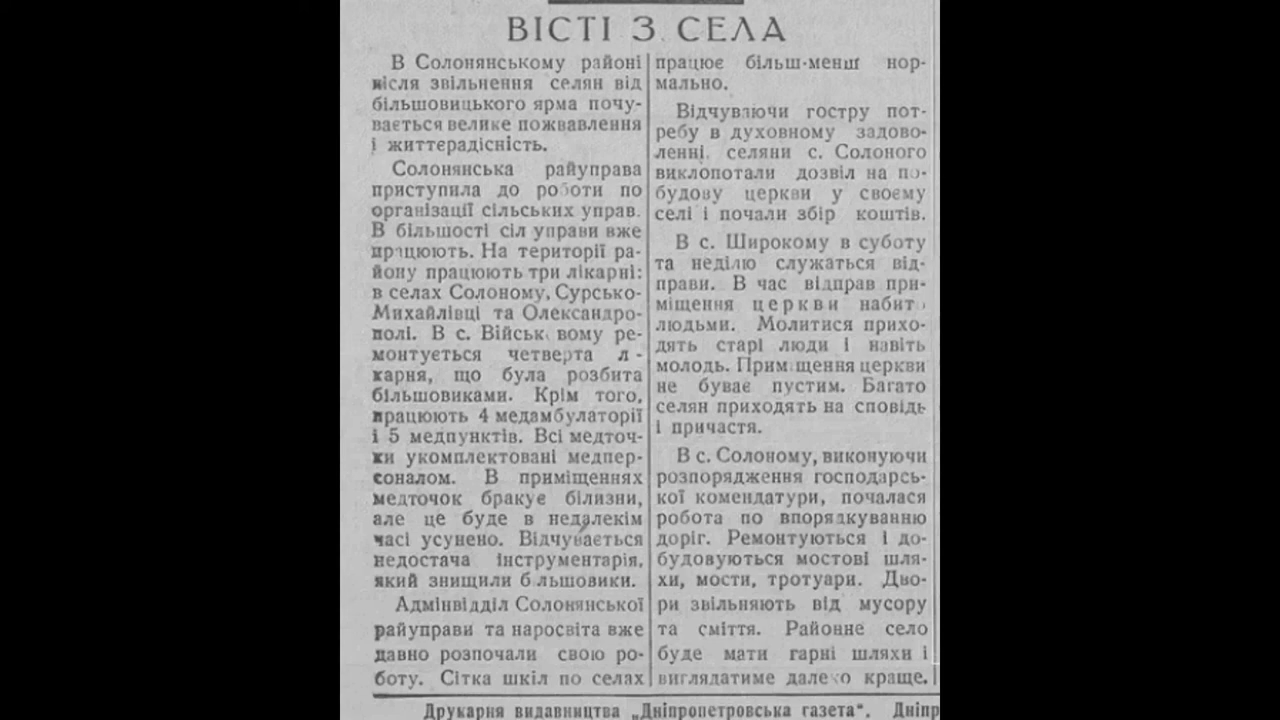 ВІСТІ З СЕЛА
В Солонянському районі
після звільнення селян від
більшовицького ярма почу-
вається велике пожвавлення
і життєрадісність.
Солонянська райуправа
приступила до роботи по
організації сільських управ.
В більшості сіл управи вже
працюють. На території ра-
йону працюють три лікарні:
в селах Солоному, Сурсько-
Михайлівці та Олександро-
полі. В с. Військовому ре-
монтується четверта лі-
карня, що була розбита
більшовиками. Крім того,
працюють 4 медамбулаторії
і 5 медпунктів. Всі медточ-
ки укомплектовані медпер-
соналом. В приміщеннях
медточок бракує білизни,
але це буде в недалекім
часі усунено. Відчувається
недостача інструментарія,
який знищили більшовики.
Адмінвідділ Солонянської
райуправи та наросвіта вже
давно розпочали свою ро-
боту. Сітка шкіл по селах
працює більш-менш нор-
мально.
Відчуваючи гостру пот-
ребу в духовному задово-
ленні, селяни с. Солоного
виклопотали дозвіл на по-
будову церкви у своєму
селі і почали збір коштів.
В с. Широкому в суботу
та неділю служаться від-
прави. В час відправ при-
міщення церкви набито
людьми. Молитися прихо-
дять старі люди і навіть
молодь. Приміщення церкви
не буває пустим. Багато
селян приходять на сповідь
і причастя.
В с. Солоному, виконуючи
розпорядження господарсь-
кої комендатури, почалася
робота по впорядкуванню
доріг. Ремонтуються і до-
будовуються мостові шля-
хи, мости, тротуари. Дво-
ри звільняють від мусору
та сміття. Районне село
буде мати гарні шляхи і
виглядатиме далеко краще.
Друкарня видавництва „Дніпропетровська газета“. Дніпр